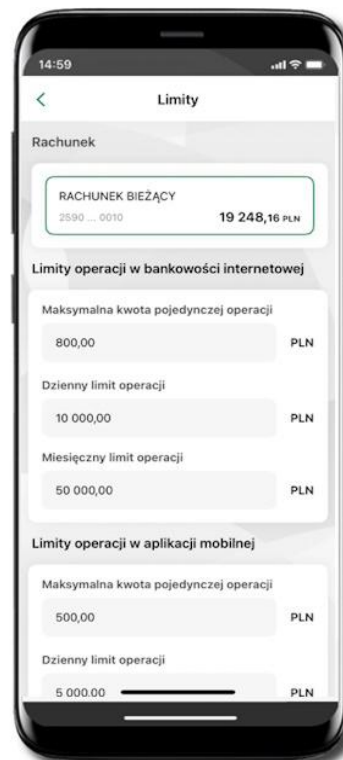 14:59
Limity
Rachunek
RACHUNEK BIEŻĄCY
2590 ... 0010 19 248,16 PLN
Limity operacji w bankowości internetowej
Maksymalna kwota pojedynczej operacji
800,00 PLN
Dzienny limit operacji
10 000,00 PLN
Miesięczny limit operacji
50 000,00 PLN
Limity operacji w aplikacji mobilnej
Maksymalna kwota pojedynczej operacji
500,00 PLN
Dzienny limit operacji
5 000,00 PLN